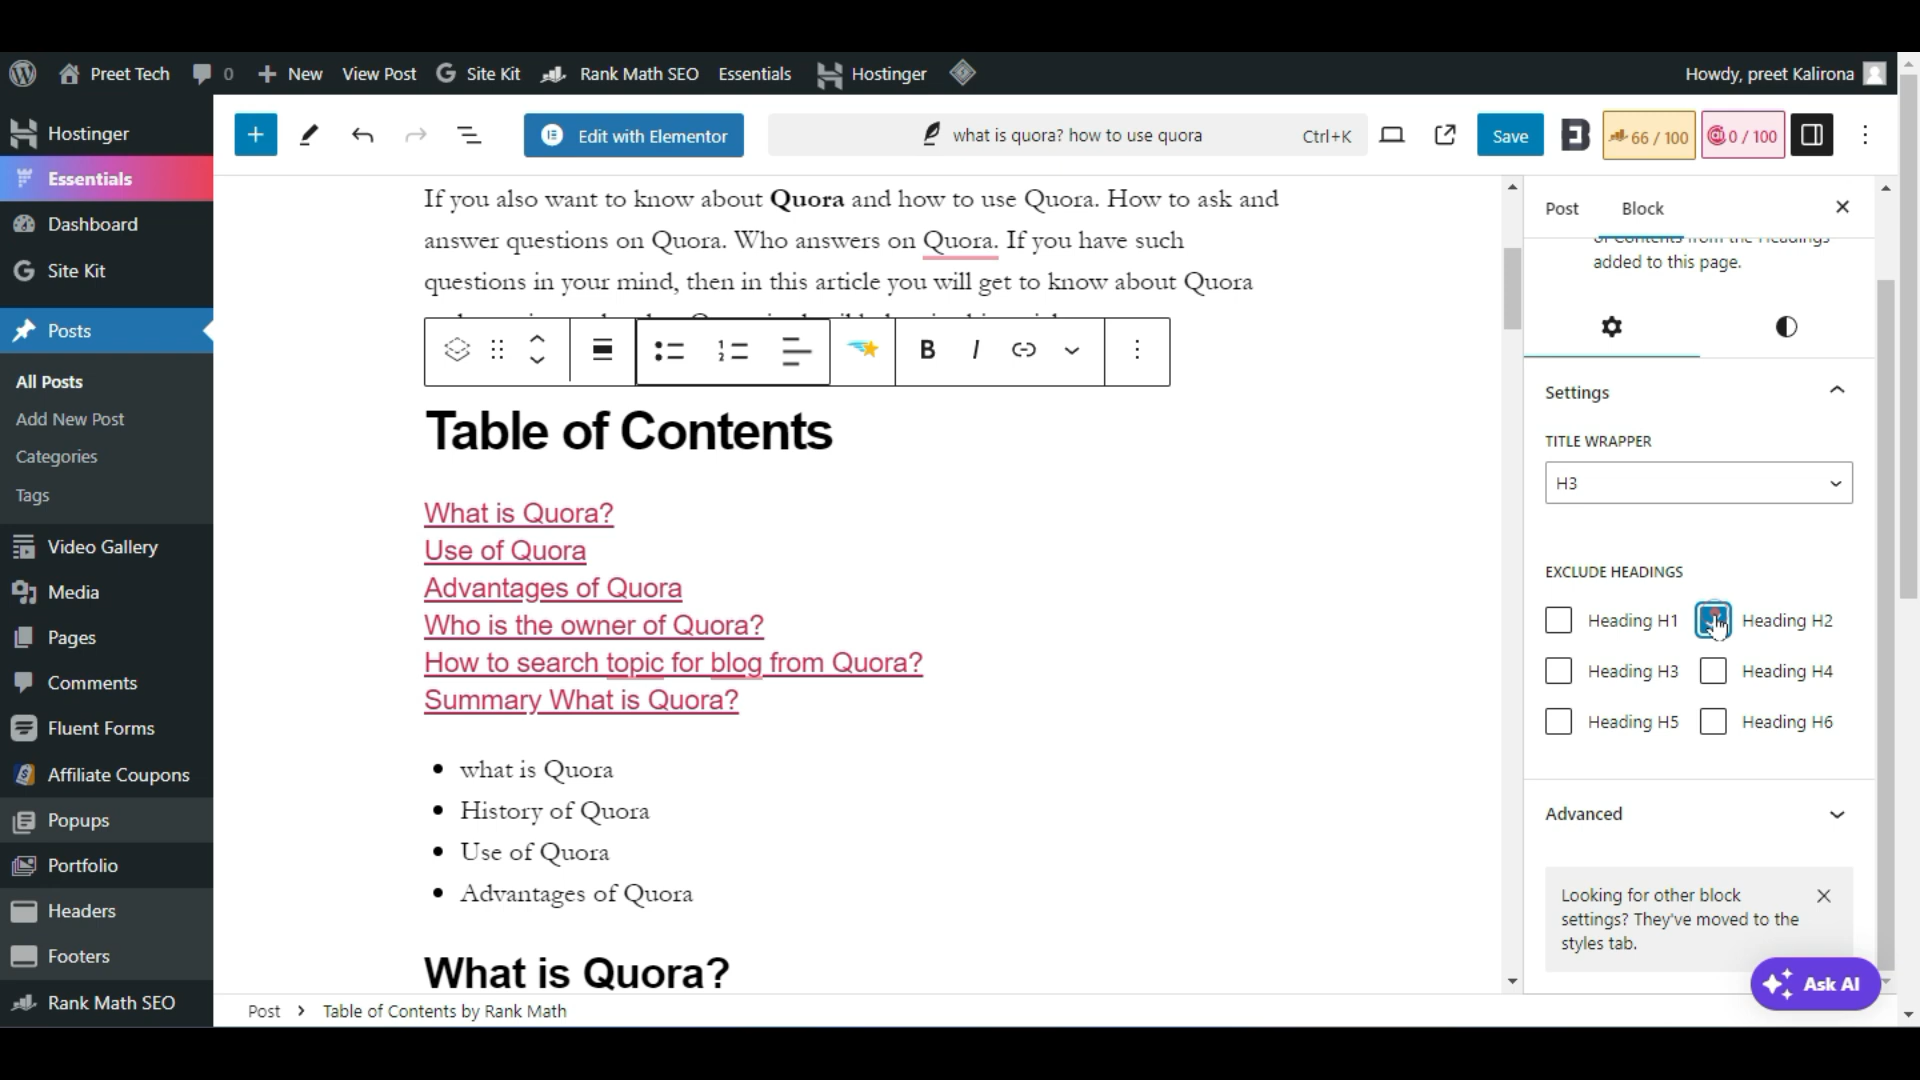 Preet Tech 0 New View Post Site Kit Rank Math SEO Essentials Hostinger Howdy, preet Kalirona
Hostinger
Essentials
Dashboard
Site Kit
Posts
All Posts
Add New Post
Categories
Tags
Video Gallery
Media
Pages
Comments
Fluent Forms
Affiliate Coupons
Popups
Portfolio
Headers
Footers
Rank Math SEO
Edit with Elementor
what is quora? how to use quora Ctrl+K
Save
66 / 100
0 / 100
If you also want to know about Quora and how to use Quora. How to ask and
answer questions on Quora. Who answers on Quora. If you have such
questions in your mind, then in this article you will get to know about Quora
B I
Table of Contents
What is Quora?
Use of Quora
Advantages of Quora
Who is the owner of Quora?
How to search topic for blog from Quora?
Summary What is Quora?
what is Quora
History of Quora
Use of Quora
Advantages of Quora
What is Quora?
Post Table of Contents by Rank Math
Post Block
of Contents from the Headings
added to this page.
Settings
TITLE WRAPPER
H3
EXCLUDE HEADINGS
Heading H1 Heading H2
Heading H3 Heading H4
Heading H5 Heading H6
Advanced
Looking for other block
settings? They've moved to the
styles tab.
Ask AI